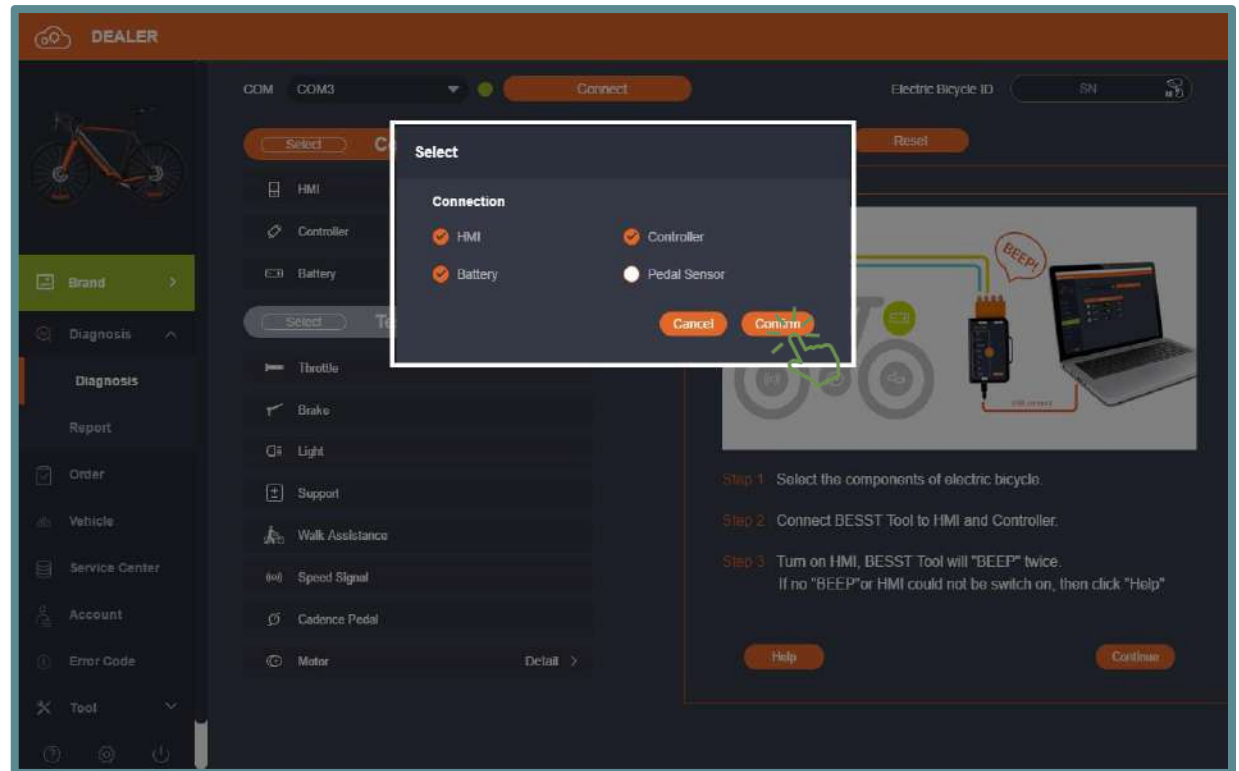 DEALER
COM COM3 Connect Electric Bicycle ID SN
Select Reset
Select
HMI
Connection
Controller
HMI Controller
Battery
Battery Pedal Sensor
Brand
Select
Cancel Confirm
Diagnosis
Throttle
Diagnosis
Brake
Report
Light
Order
Support
Vehicle
Walk Assistance
Service Center
Speed Signal
Account
Cadence Pedal
Error Code
Motor Detail
Tool
BEEP!
Step 1 Select the components of electric bicycle.
Step 2 Connect BESST Tool to HMI and Controller.
Step 3 Turn on HMI, BESST Tool will "BEEP" twice.
If no "BEEP"or HMI could not be switch on, then click "Help"
Help Continue